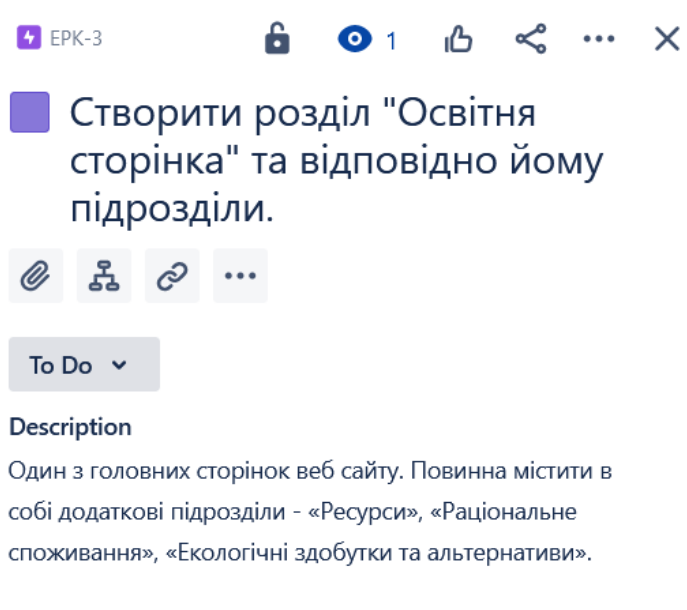 EPK-3
1
Створити розділ "Освітня
сторінка" та відповідно йому
підрозділи.
To Do
Description
Один з головних сторінок веб сайту. Повинна містити в
собі додаткові підрозділи - «Ресурси», «Раціональне
споживання», «Екологічні здобутки та альтернативи».